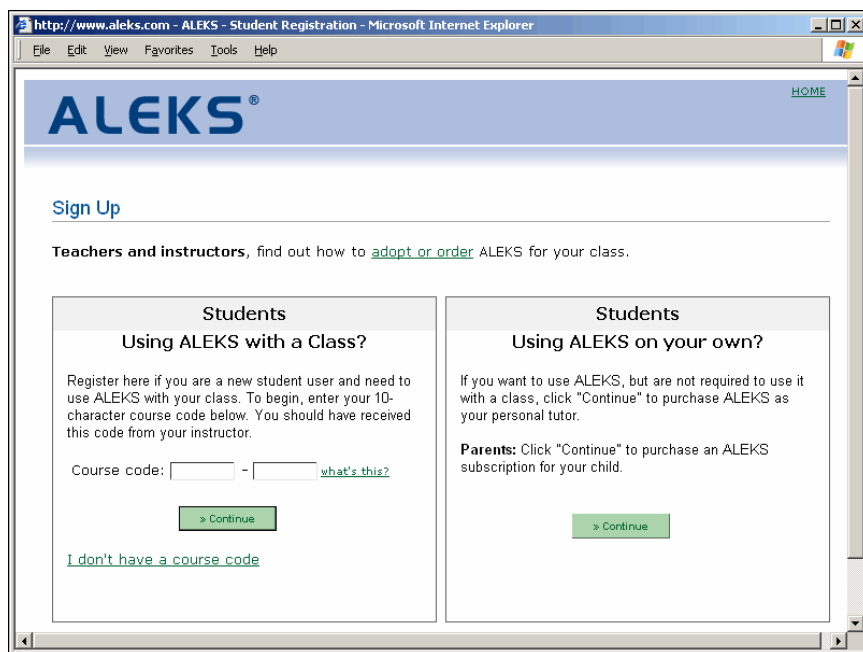 http://www.aleks.com - ALEKS - Student Registration - Microsoft Internet Explorer
File Edit View Favorites Tools Help
HOME
ALEKS®
Sign Up
Teachers and instructors, find out how to adopt or order ALEKS for your class.
Students
Using ALEKS with a Class?
Register here if you are a new student user and need to
use ALEKS with your class. To begin, enter your 10-
character course code below. You should have received
this code from your instructor.
Course code: - what's this?
» Continue
I don't have a course code
Students
Using ALEKS on your own?
If you want to use ALEKS, but are not required to use it
with a class, click "Continue" to purchase ALEKS as
your personal tutor.
Parents: Click "Continue" to purchase an ALEKS
subscription for your child.
» Continue